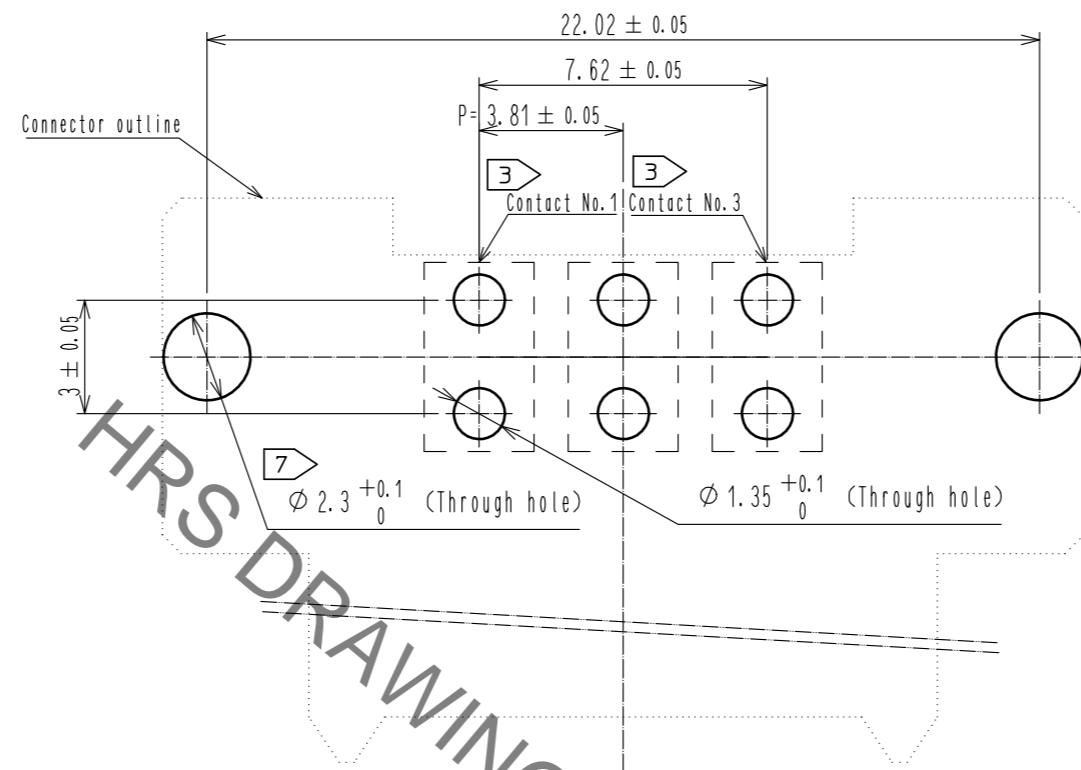 22.02 ± 0.05
7.62 ± 0.05
P= 3.81 ± 0.05
Connector outline
3
3
Contact No.1
Contact No.3
3 ± 0.05
7
Ø 2.3 +0.1 0 (Through hole)
Ø 1.35 +0.1 0 (Through hole)
HRS DRAWING